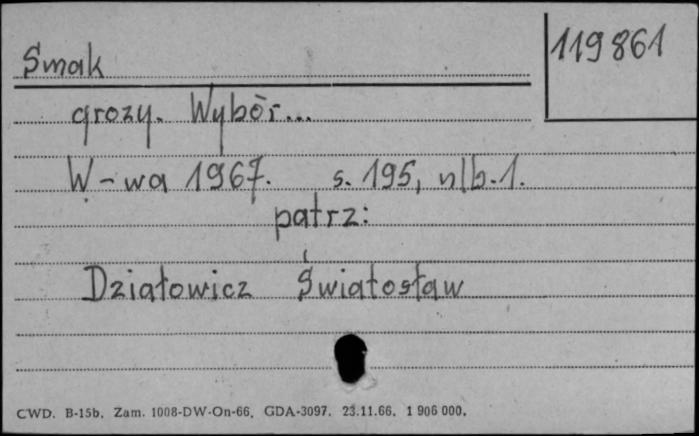 119861
Smak
grozy. Wybór...
W-wa 1967. s. 195, nlb. 1.
patrz:
Działowicz Światosław
CWD. B-15b. Zam. 1008-DW-On-66. GDA-3097. 23.11.66. 1 906 000.